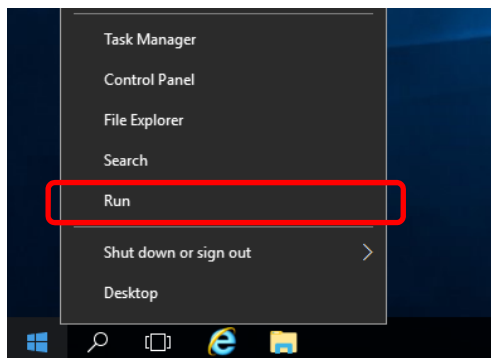 Task Manager
Control Panel
File Explorer
Search
Run
Shut down or sign out
Desktop